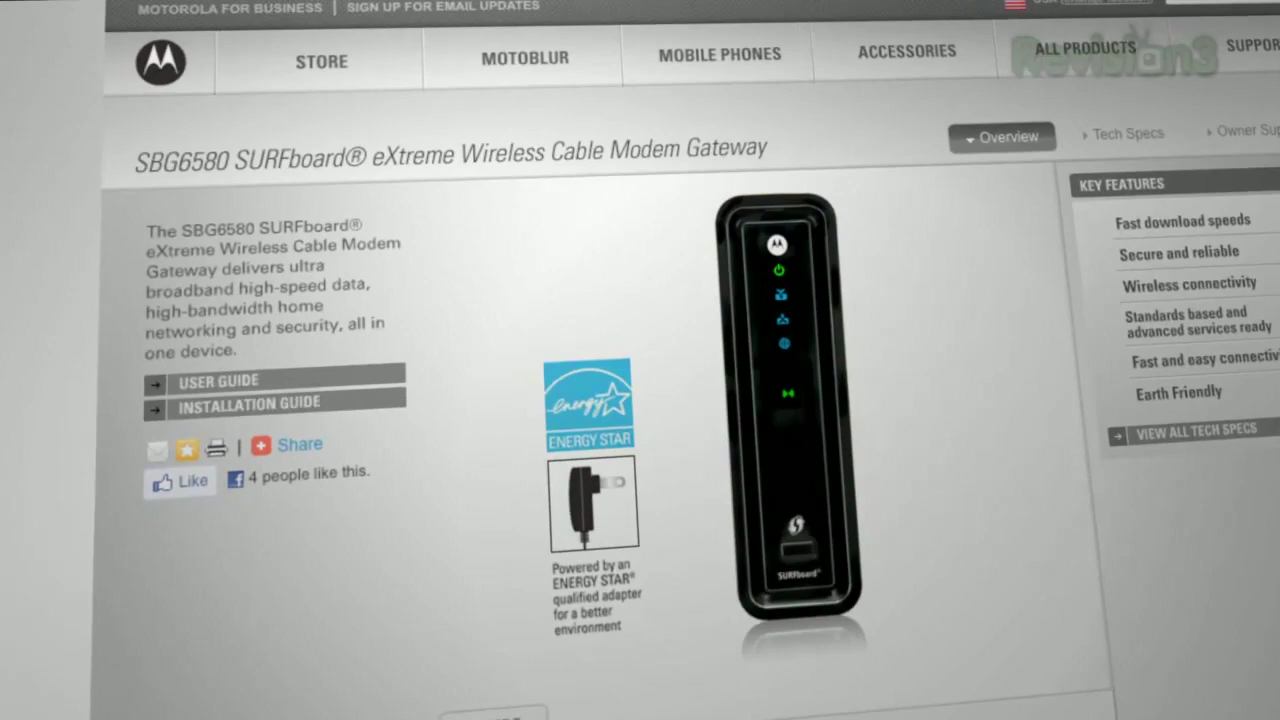 MOTOROLA FOR BUSINESS | SIGN UP FOR EMAIL UPDATES
STORE
MOTOBLUR
MOBILE PHONES
ACCESSORIES
ALL PRODUCTS
SUPPOR
Revision3
SBG6580 SURFboard® eXtreme Wireless Cable Modem Gateway
Overview
Tech Specs
Owner Sup
The SBG6580 SURFboard®
eXtreme Wireless Cable Modem
Gateway delivers ultra
broadband high-speed data,
high-bandwidth home
networking and security, all in
one device.
USER GUIDE
INSTALLATION GUIDE
| Share
Like
4 people like this.
energy
ENERGY STAR
Powered by an
ENERGY STAR®
qualified adapter
for a better
environment
SURFboard™
KEY FEATURES
Fast download speeds
Secure and reliable
Wireless connectivity
Standards based and
advanced services ready
Fast and easy connectiv
Earth Friendly
VIEW ALL TECH SPECS